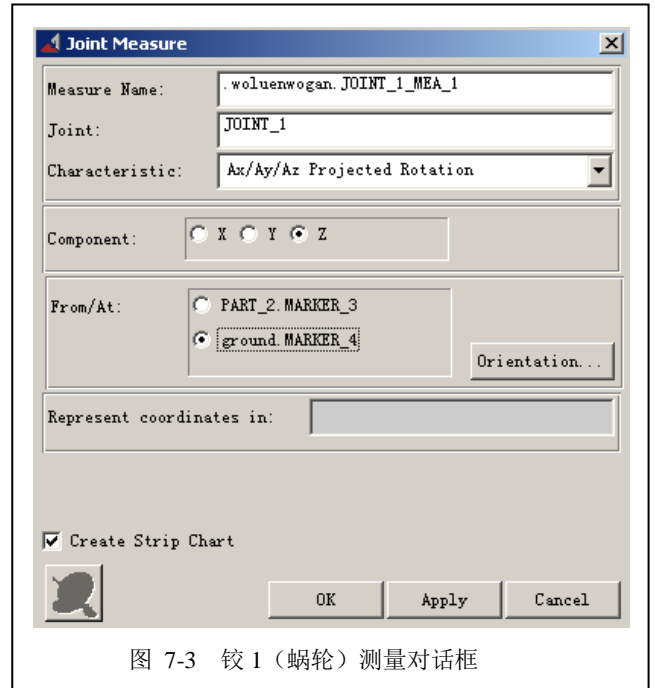 Joint Measure
Measure Name: .woluenwogan.JOINT_1_MEA_1
Joint: JOINT_1
Characteristic: Ax/Ay/Az Projected Rotation
Component: X Y Z
From/At: PART_2.MARKER_3
ground.MARKER_4
Orientation...
Represent coordinates in:
Create Strip Chart
OK Apply Cancel
图 7-3 铰 1（蜗轮）测量对话框